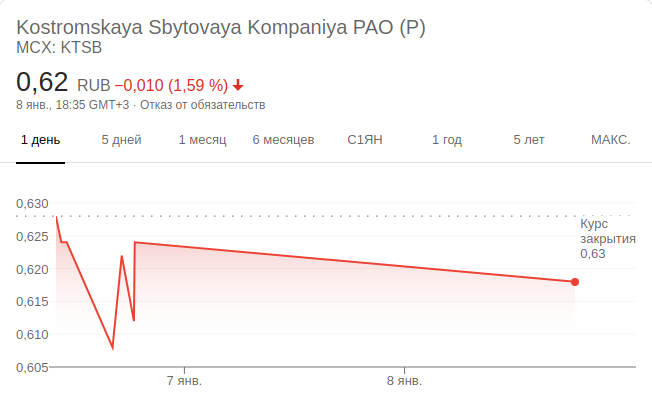 Kostromskaya Sbytovaya Kompaniya PAO (P)
MCX: KTSB
0,62 RUB −0,010 (1,59 %)
8 янв., 18:35 GMT+3 · Отказ от обязательств
1 день 5 дней 1 месяц 6 месяцев С1ЯН 1 год 5 лет МАКС.
0,630
Курс
0,625
закрытия
0,63
0,620
0,615
0,610
0,605
7 янв. 8 янв.